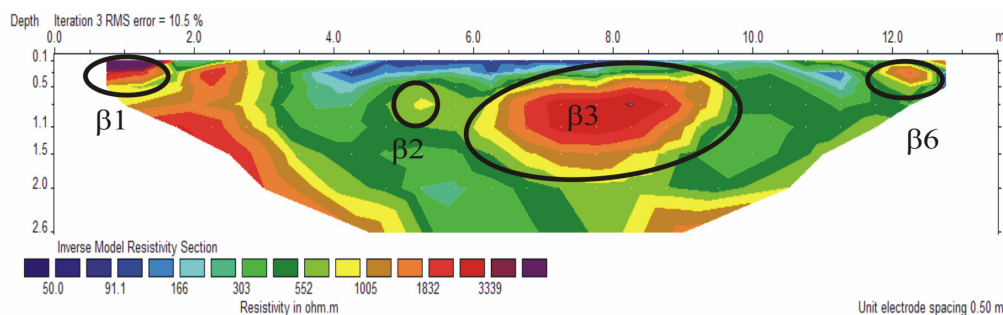 Depth Iteration 3 RMS error = 10.5 %
0.0 2.0 4.0 6.0 8.0 10.0 12.0 m.
0.1
0.5
1.1
1.5
2.0
2.6
β1
β2
β3
β6
Inverse Model Resistivity Section
50.0 91.1 166 303 552 1005 1832 3339
Resistivity in ohm.m
Unit electrode spacing 0.50 m